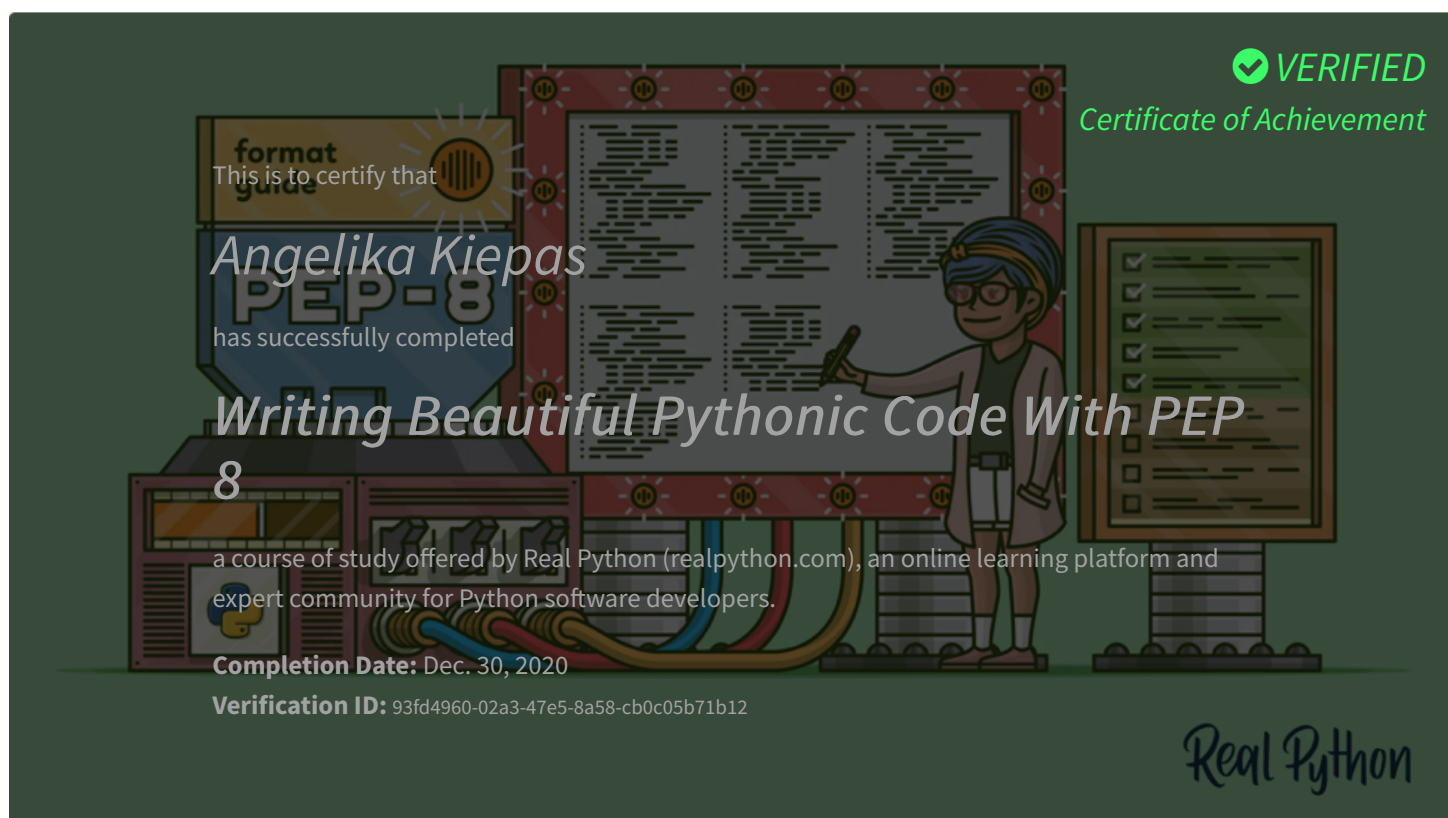 VERIFIED
Certificate of Achievement
format
guide
This is to certify that
Angelika Kiepas
PEP-8
has successfully completed
Writing Beautiful Pythonic Code With PEP
8
a course of study offered by Real Python (realpython.com), an online learning platform and
expert community for Python software developers.
Completion Date: Dec. 30, 2020
Verification ID: 93fd4960-02a3-47e5-8a58-cb0c05b71b12
Real Python